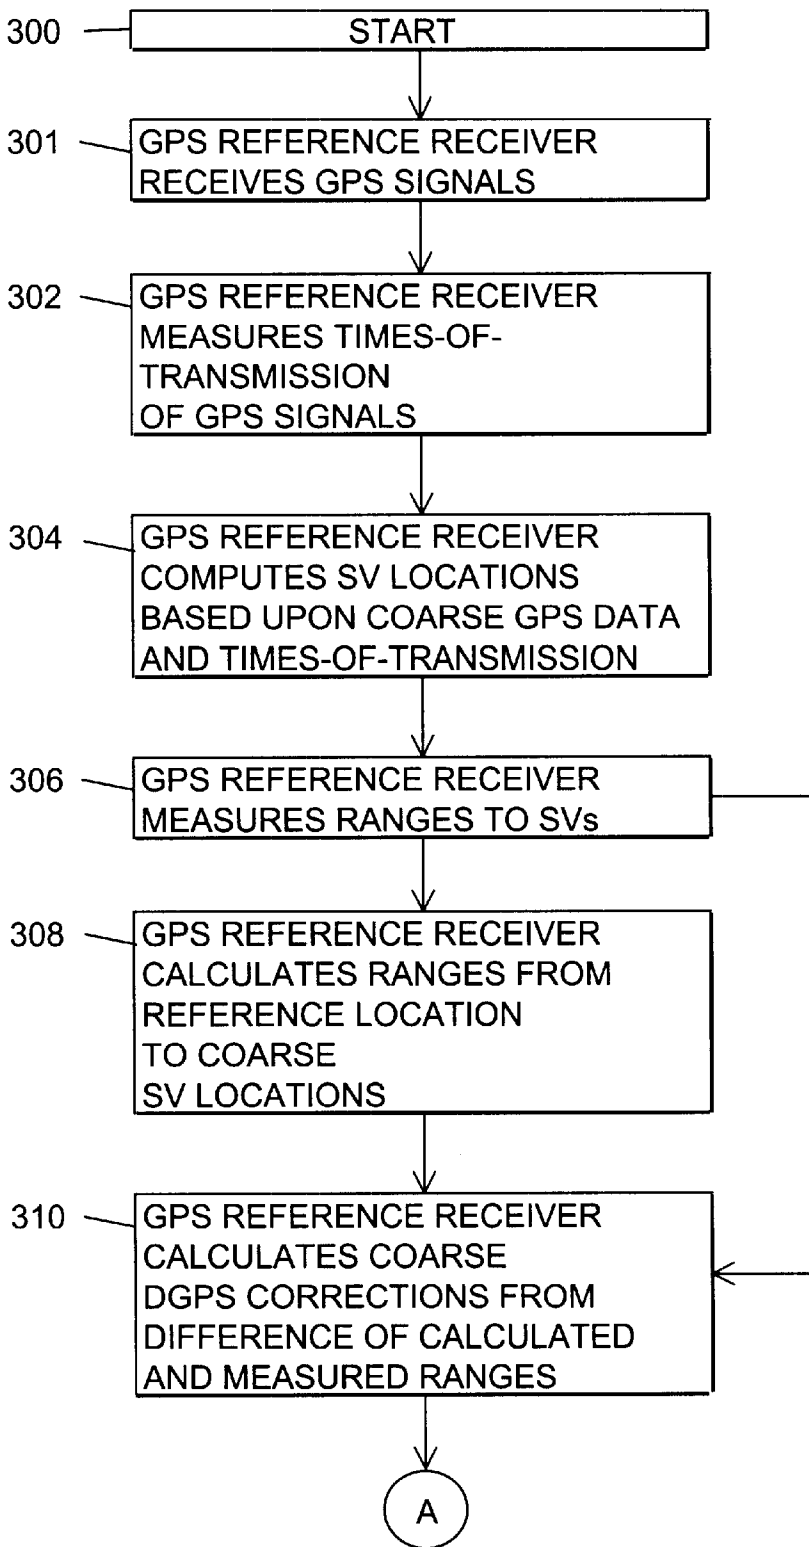 300
START
301
GPS REFERENCE RECEIVER
RECEIVES GPS SIGNALS
302
GPS REFERENCE RECEIVER
MEASURES TIMES-OF-
TRANSMISSION
OF GPS SIGNALS
304
GPS REFERENCE RECEIVER
COMPUTES SV LOCATIONS
BASED UPON COARSE GPS DATA
AND TIMES-OF-TRANSMISSION
306
GPS REFERENCE RECEIVER
MEASURES RANGES TO SVs
308
GPS REFERENCE RECEIVER
CALCULATES RANGES FROM
REFERENCE LOCATION
TO COARSE
SV LOCATIONS
310
GPS REFERENCE RECEIVER
CALCULATES COARSE
DGPS CORRECTIONS FROM
DIFFERENCE OF CALCULATED
AND MEASURED RANGES
A